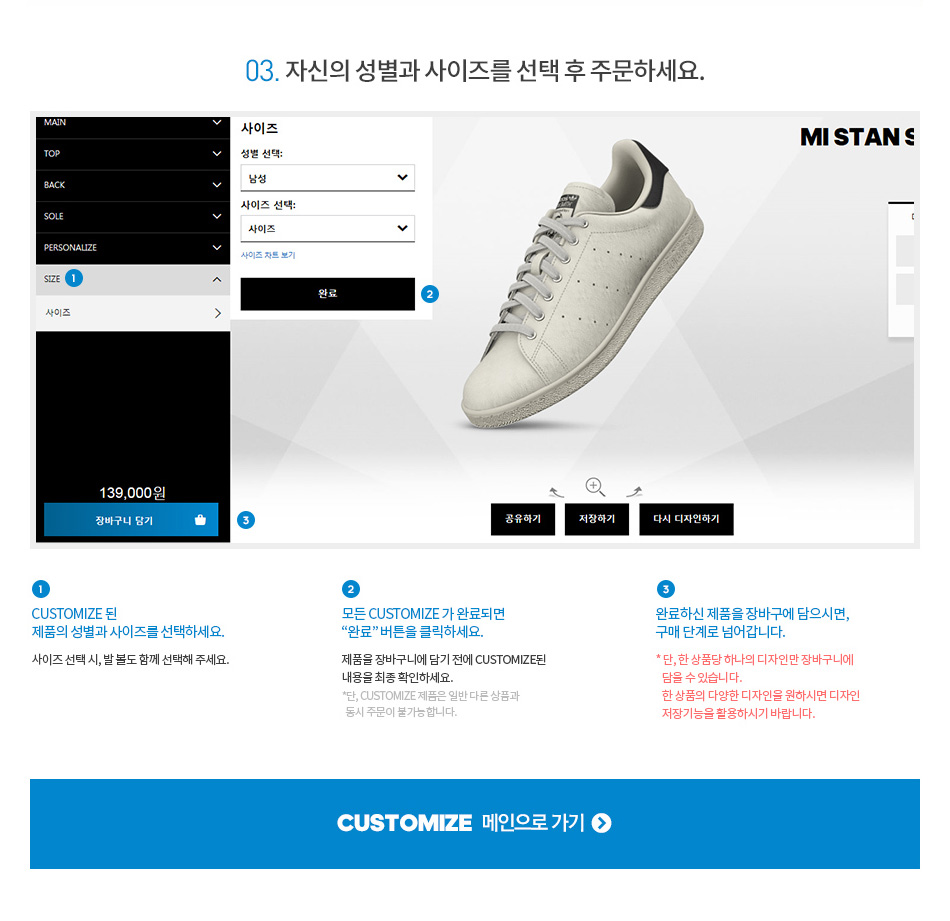 03. 자신의 성별과 사이즈를 선택 후 주문하세요.
MAIN
TOP
BACK
SOLE
PERSONALIZE
SIZE 1
사이즈
139,000원
장바구니 담기
3
사이즈
성별 선택:
남성
사이즈 선택:
사이즈
사이즈 차트 보기
완료
2
MI STAN S
공유하기
저장하기
다시 디자인하기
1
CUSTOMIZE 된
제품의 성별과 사이즈를 선택하세요.
사이즈 선택 시, 발 볼도 함께 선택해 주세요.
2
모든 CUSTOMIZE 가 완료되면
“완료” 버튼을 클릭하세요.
제품을 장바구니에 담기 전에 CUSTOMIZE된
내용을 최종 확인하세요.
*단, CUSTOMIZE 제품은 일반 다른 상품과
동시 주문이 불가능합니다.
3
완료하신 제품을 장바구에 담으시면,
구매 단계로 넘어갑니다.
* 단, 한 상품당 하나의 디자인만 장바구니에
담을 수 있습니다.
한 상품의 다양한 디자인을 원하시면 디자인
저장기능을 활용하시기 바랍니다.
CUSTOMIZE 메인으로 가기